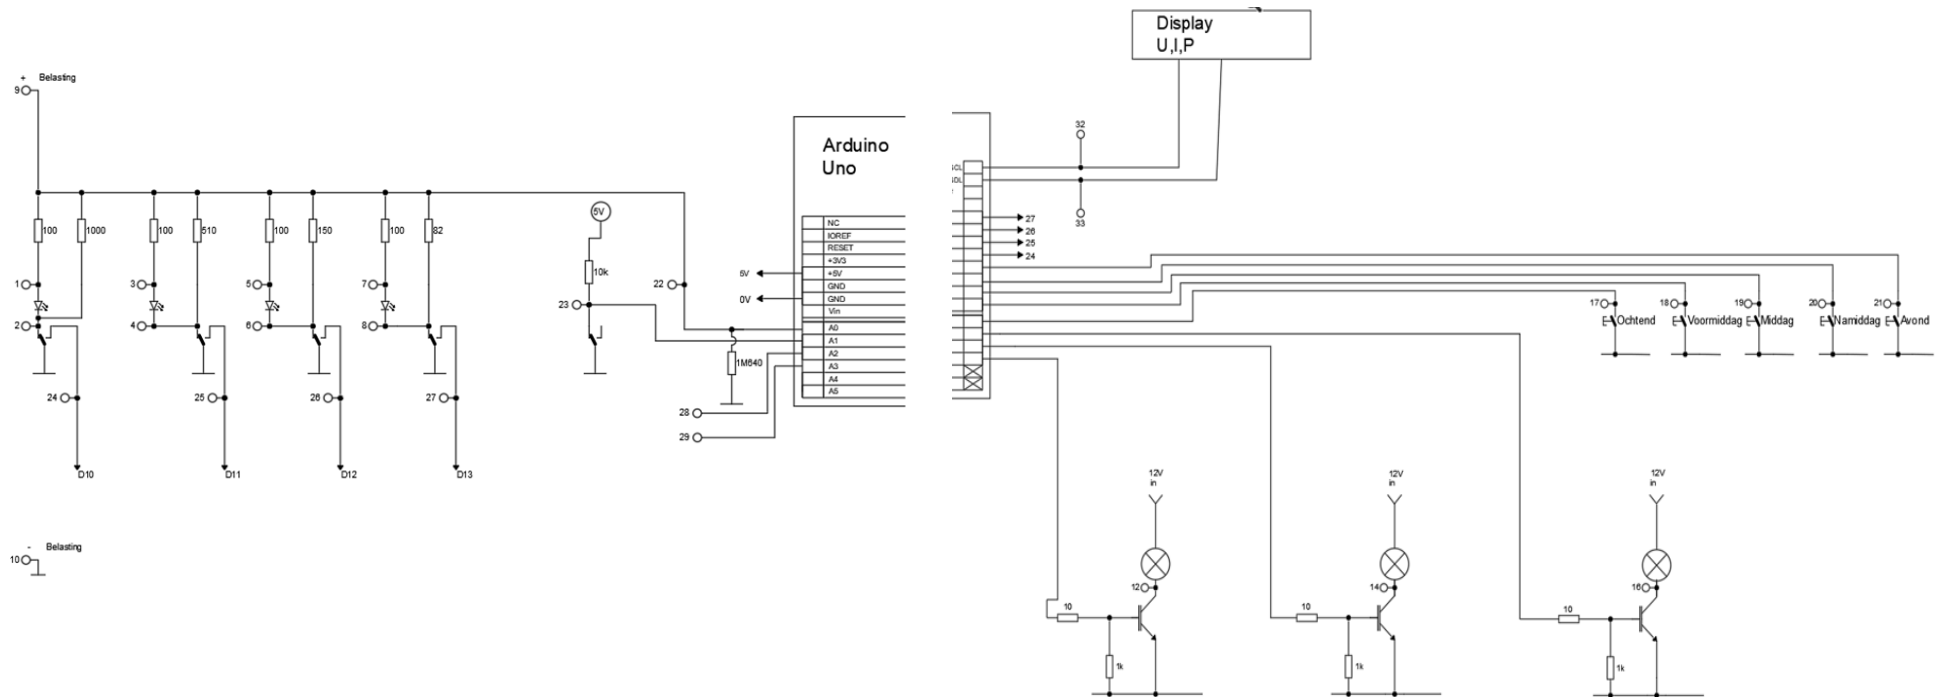 Display
U,I,P
+ Belasting
9
32
33
Arduino
Uno
SCL
SDL
NC
IOREF
RESET
+3V3
+5V
GND
GND
Vin
A0
A1
A2
A3
A4
A5
27
26
25
24
100
1000
100
510
100
150
100
82
5V
10k
6V
0V
1
3
5
7
22
23
2
4
6
8
1M640
17
Ochtend
18
Voormiddag
19
Middag
20
Namiddag
21
Avond
24
25
26
27
28
29
D10
D11
D12
D13
12V
in
12V
in
12V
in
- Belasting
10
12
14
16
10
10
10
1k
1k
1k